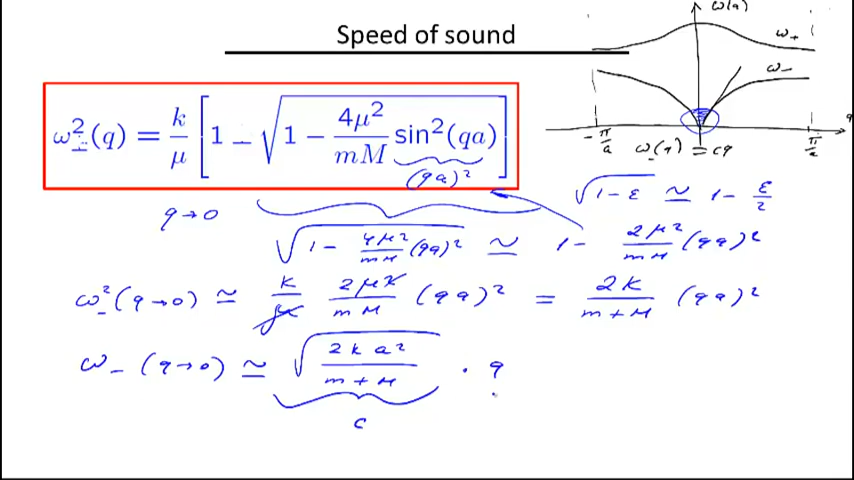 Speed of sound
ω(q)
ω₊
ω₋
ω²₋(q) = k/μ [1 − √(1 − 4μ²/mM sin²(qa))]
(qa)²
−π/a
π/a
q
ω₋(q) = cq
q→0
√(1−ε) ≃ 1 − ε/2
√(1 − 4μ²/mM (qa)²) ≃ 1 − 2μ²/mM (qa)²
ω₋²(q→0) ≃ k/μ 2μ²/mM (qa)² = 2k/m+M (qa)²
ω₋(q→0) ≃ √(2ka²/m+M) · q
c